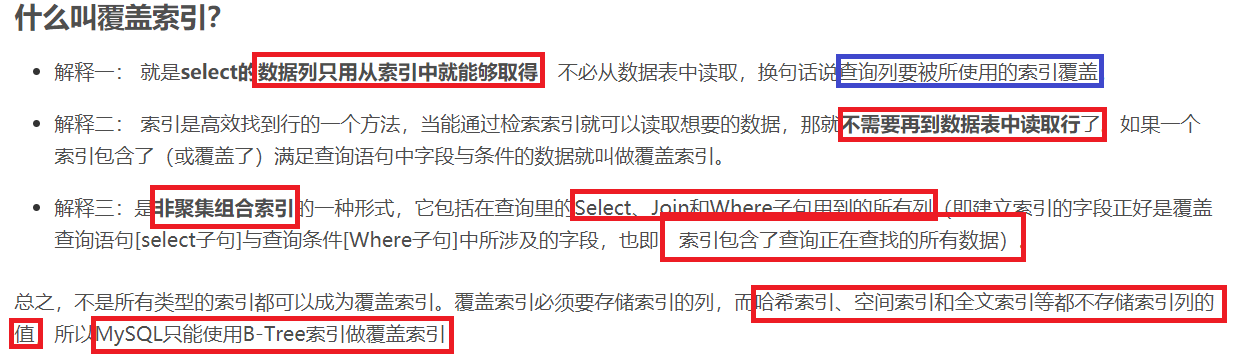 什么叫覆盖索引？
解释一： 就是select的数据列只用从索引中就能够取得 不必从数据表中读取，换句话说查询列要被所使用的索引覆盖
解释二： 索引是高效找到行的一个方法，当能通过检索索引就可以读取想要的数据，那就不需要再到数据表中读取行了 如果一个
索引包含了（或覆盖了）满足查询语句中字段与条件的数据就叫做覆盖索引。
解释三：是非聚集组合索引的一种形式，它包括在查询里的Select、Join和Where子句用到的所有列（即建立索引的字段正好是覆盖
查询语句[select子句]与查询条件[Where子句]中所涉及的字段，也即 索引包含了查询正在查找的所有数据）。
总之，不是所有类型的索引都可以成为覆盖索引。覆盖索引必须要存储索引的列，而哈希索引、空间索引和全文索引等都不存储索引列的
值 所以MySQL只能使用B-Tree索引做覆盖索引